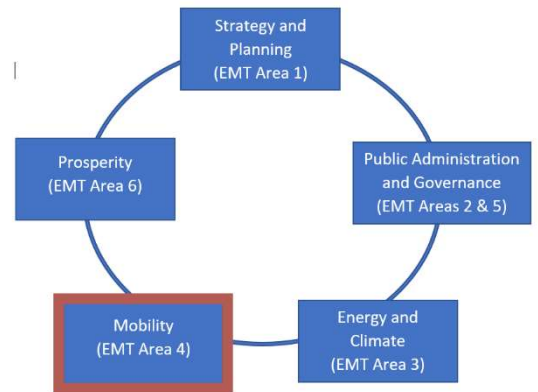 Strategy and
Planning
(EMT Area 1)
Public Administration
and Governance
(EMT Areas 2 & 5)
Energy and
Climate
(EMT Area 3)
Mobility
(EMT Area 4)
Prosperity
(EMT Area 6)